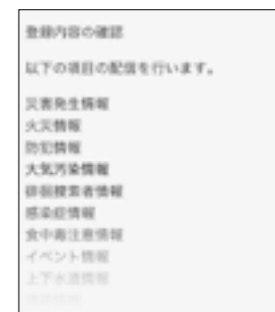 登録内容の確認
以下の項目の配信を行います。
災害発生情報
火災情報
防犯情報
大気汚染情報
徘徊捜索者情報
感染症情報
食中毒注意情報
イベント情報
上下水道情報